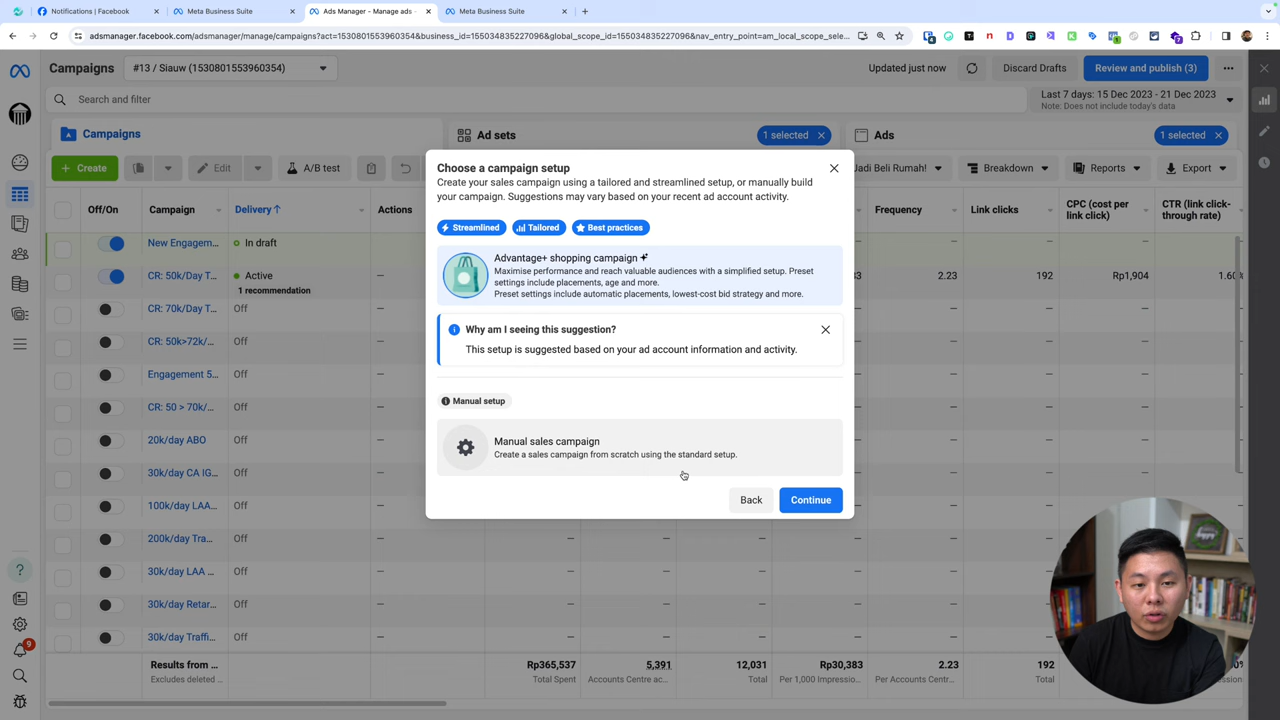 Notifications | Facebook
Meta Business Suite
Ads Manager - Manage ads -
Meta Business Suite
adsmanager.facebook.com/adsmanager/manage/campaigns?act=1530801553960354&business_id=155034835227096&global_scope_id=155034835227096&nav_entry_point=am_local_scope_sele...
Campaigns
#13 / Siauw (1530801553960354)
Updated just now
Discard Drafts
Review and publish (3)
Search and filter
Last 7 days: 15 Dec 2023 - 21 Dec 2023
Note: Does not include today's data
Campaigns
Ad sets
1 selected
Ads
1 selected
+ Create
Edit
A/B test
Jadi Beli Rumah!
Breakdown
Reports
Export
Off/On
Campaign
Delivery ↑
Actions
Frequency
Link clicks
CPC (cost per link click)
CTR (link click-through rate)
New Engagem...
In draft
CR: 50k/Day T...
Active
1 recommendation
2.23
192
Rp1,904
1.60
CR: 70k/Day T...
Off
CR: 50k>72k/...
Off
Engagement 5...
Off
CR: 50 > 70k/...
Off
20k/day ABO
Off
30k/day CA IG...
Off
100k/day LAA...
Off
200k/day Tra...
Off
30k/day LAA ...
Off
30k/day Retar...
Off
30k/day Traffi...
Off
Choose a campaign setup
Create your sales campaign using a tailored and streamlined setup, or manually build
your campaign. Suggestions may vary based on your recent ad account activity.
Streamlined
Tailored
Best practices
Advantage+ shopping campaign
Maximise performance and reach valuable audiences with a simplified setup. Preset
settings include placements, age and more.
Preset settings include automatic placements, lowest-cost bid strategy and more.
Why am I seeing this suggestion?
This setup is suggested based on your ad account information and activity.
Manual setup
Manual sales campaign
Create a sales campaign from scratch using the standard setup.
Back
Continue
Results from ...
Excludes deleted ...
Rp365,537
Total Spent
5,391
Accounts Centre ac...
12,031
Total
Rp30,383
Per 1,000 Impressio...
2.23
Per Accounts Centr...
192
Total
9